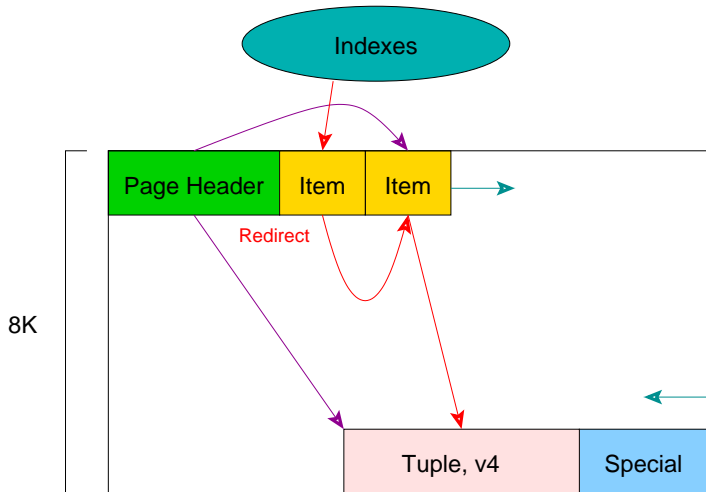 Indexes
Page Header
Item
Item
Redirect
8K
Tuple, v4
Special